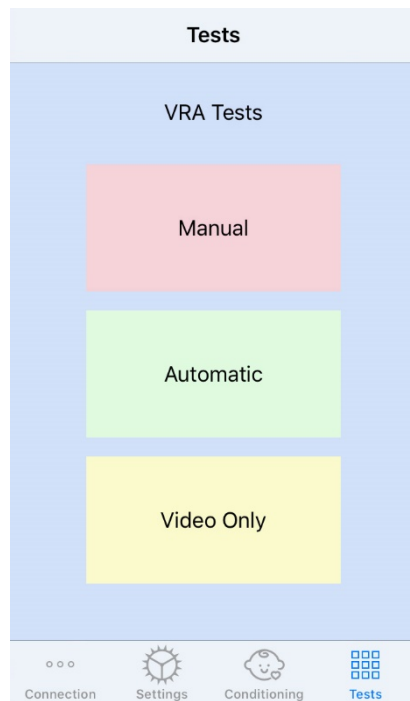 Tests
VRA Tests
Manual
Automatic
Video Only
Connection Settings Conditioning Tests